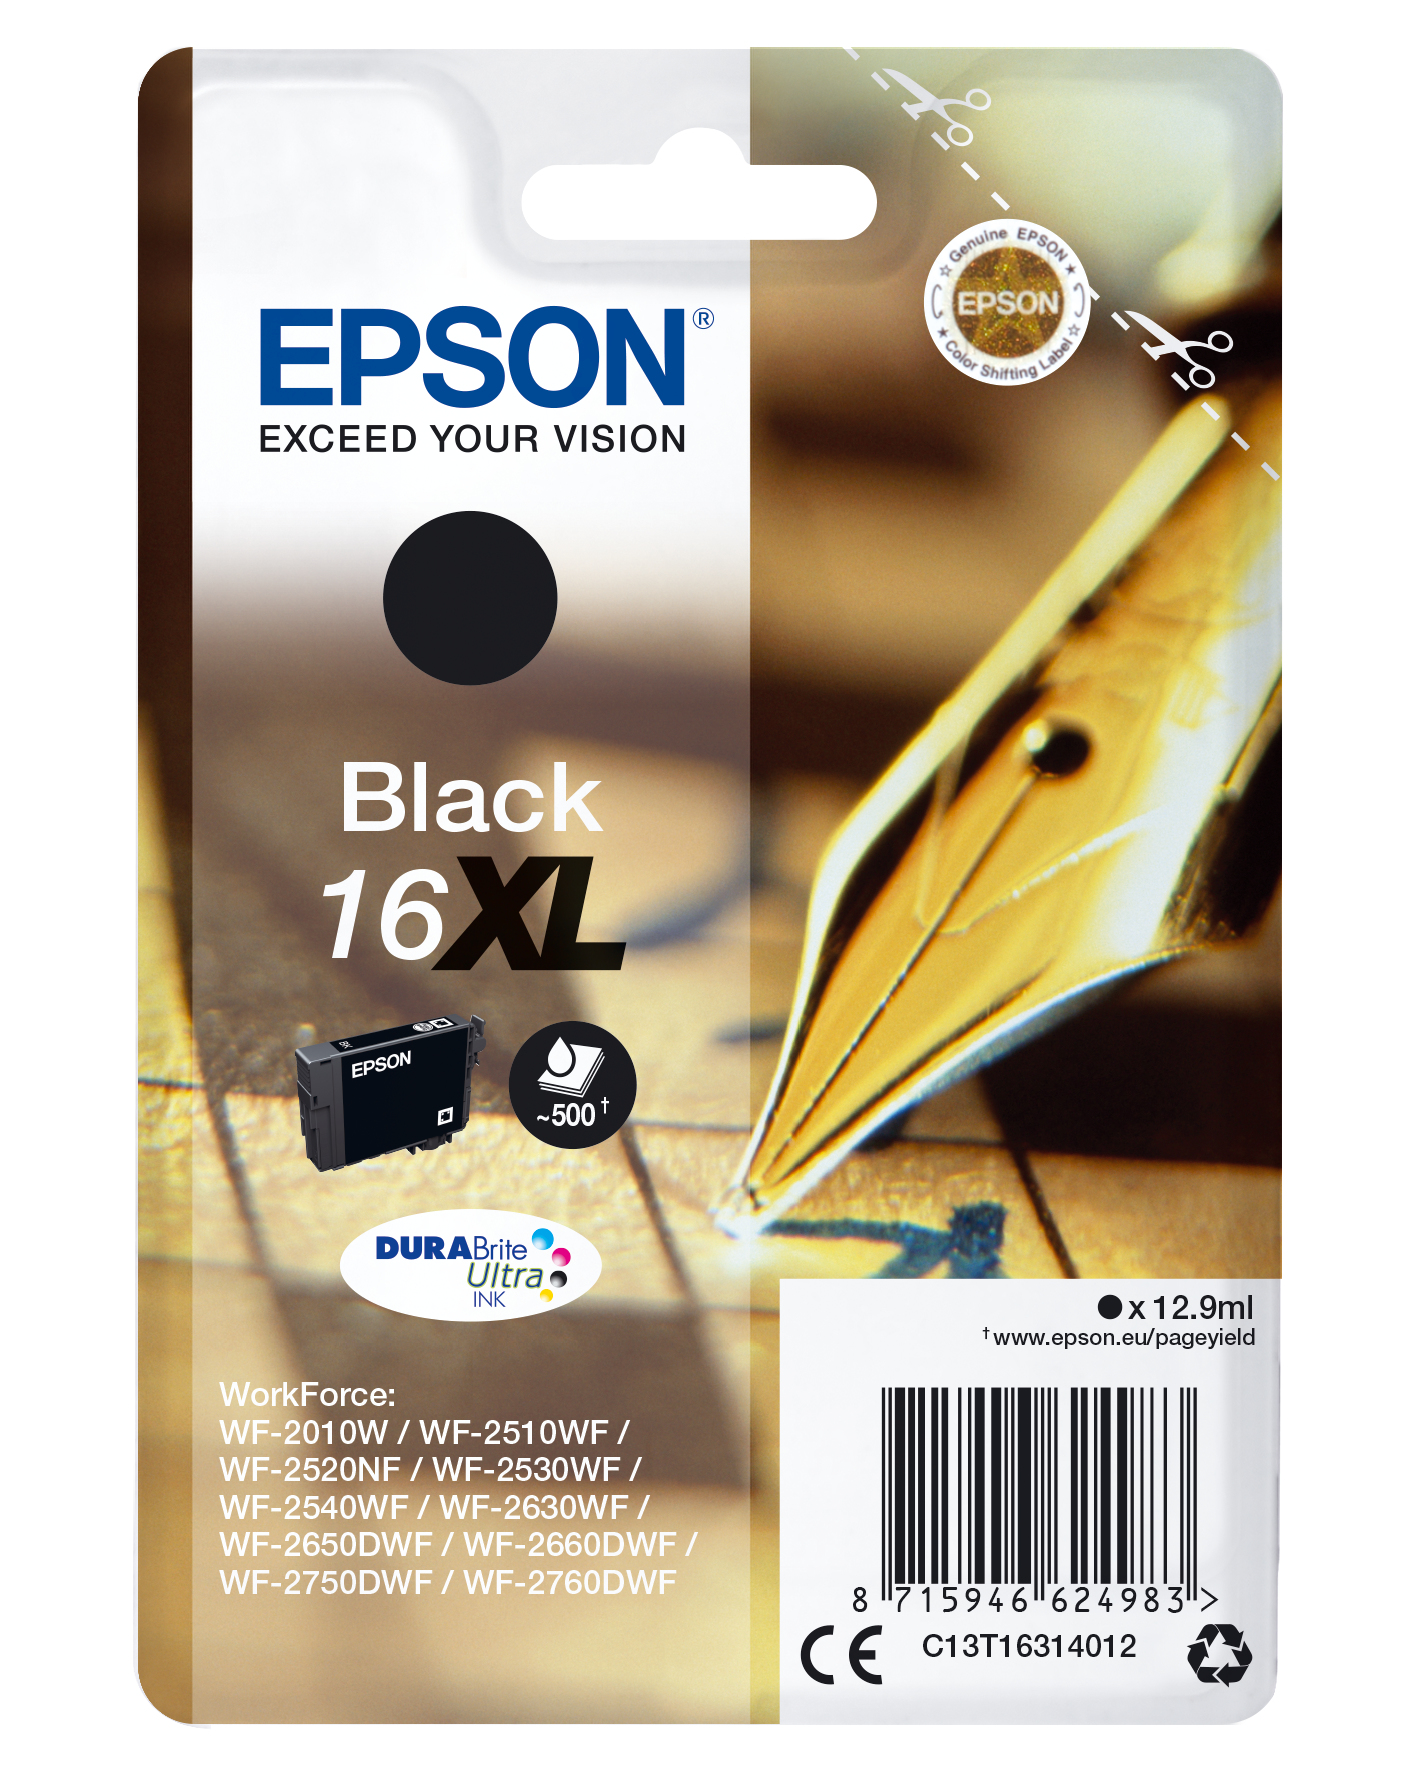 Genuine EPSON
EPSON
Color Shifting Label
EPSON®
EXCEED YOUR VISION
Black
16XL
BK
EPSON
~500†
DURABrite
Ultra
INK
● x 12.9ml
†www.epson.eu/pageyield
WorkForce:
WF-2010W / WF-2510WF /
WF-2520NF / WF-2530WF /
WF-2540WF / WF-2630WF /
WF-2650DWF / WF-2660DWF /
WF-2750DWF / WF-2760DWF
8 715946 624983 >
CE C13T16314012